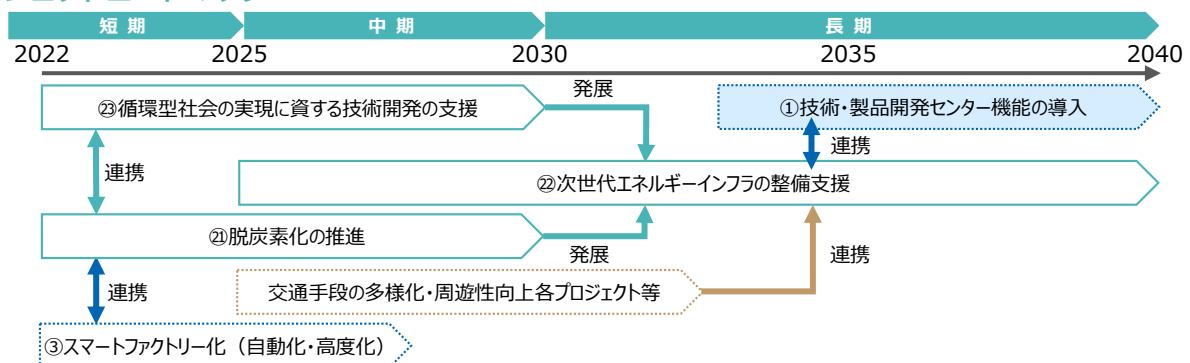 短期 中期 長期
2022 2025 2030 2035 2040
㉓循環型社会の実現に資する技術開発の支援
発展
①技術・製品開発センター機能の導入
連携
連携
㉒次世代エネルギーインフラの整備支援
㉑脱炭素化の推進
発展
連携
連携
交通手段の多様化・周遊性向上各プロジェクト等
③スマートファクトリー化（自動化・高度化）